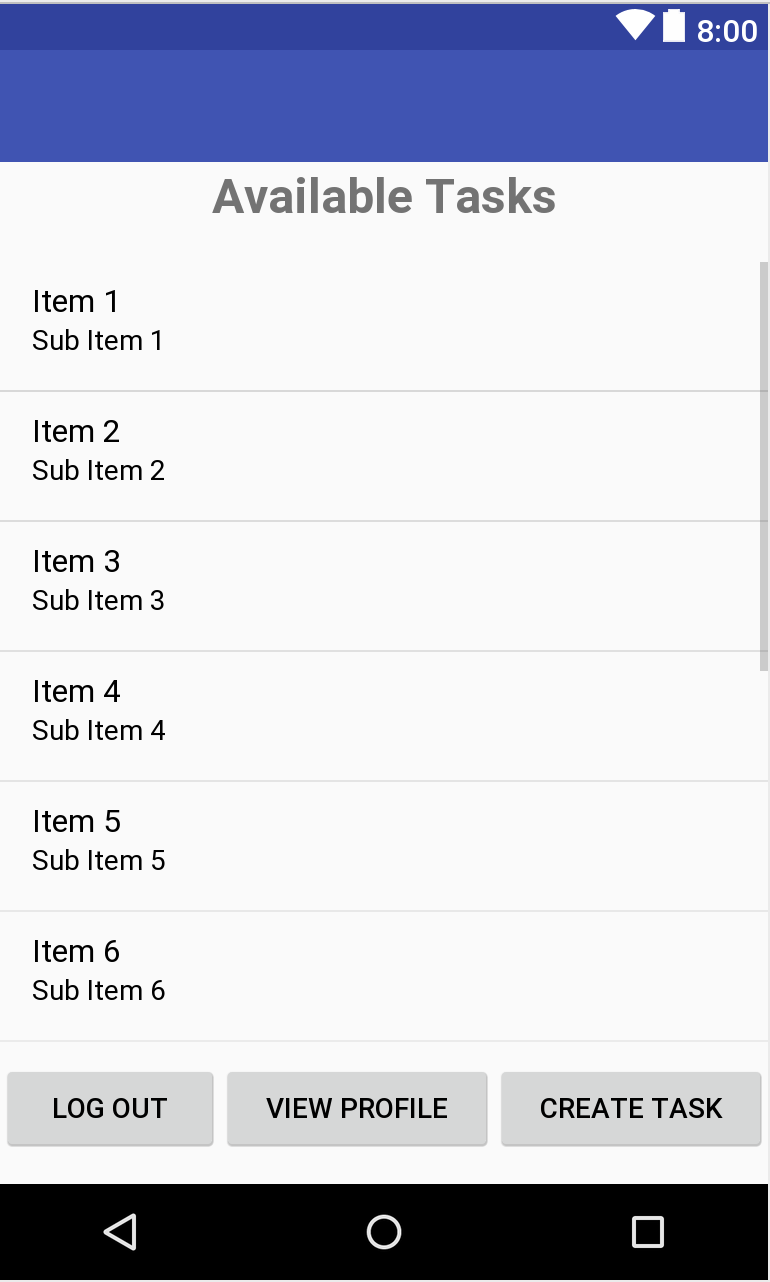 8:00
Available Tasks
Item 1
Sub Item 1
Item 2
Sub Item 2
Item 3
Sub Item 3
Item 4
Sub Item 4
Item 5
Sub Item 5
Item 6
Sub Item 6
LOG OUT VIEW PROFILE CREATE TASK